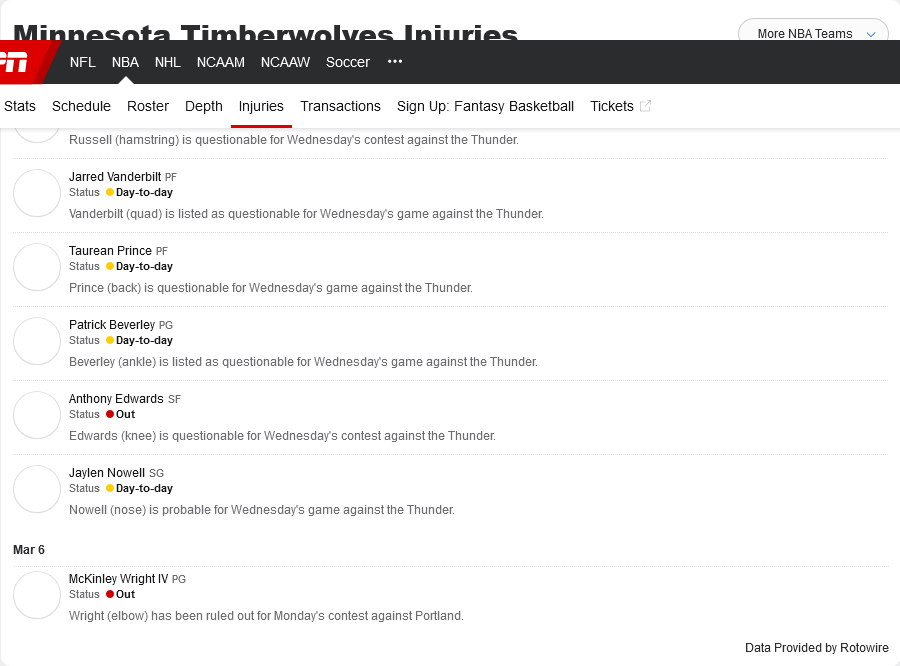 Minnesota Timberwolves Injuries
More NBA Teams
NFL NBA NHL NCAAM NCAAW Soccer •••
Stats Schedule Roster Depth Injuries Transactions Sign Up: Fantasy Basketball Tickets
Russell (hamstring) is questionable for Wednesday's contest against the Thunder.
Jarred Vanderbilt PF
Status Day-to-day
Vanderbilt (quad) is listed as questionable for Wednesday's game against the Thunder.
Taurean Prince PF
Status Day-to-day
Prince (back) is questionable for Wednesday's game against the Thunder.
Patrick Beverley PG
Status Day-to-day
Beverley (ankle) is listed as questionable for Wednesday's game against the Thunder.
Anthony Edwards SF
Status Out
Edwards (knee) is questionable for Wednesday's contest against the Thunder.
Jaylen Nowell SG
Status Day-to-day
Nowell (nose) is probable for Wednesday's game against the Thunder.
Mar 6
McKinley Wright IV PG
Status Out
Wright (elbow) has been ruled out for Monday's contest against Portland.
Data Provided by Rotowire